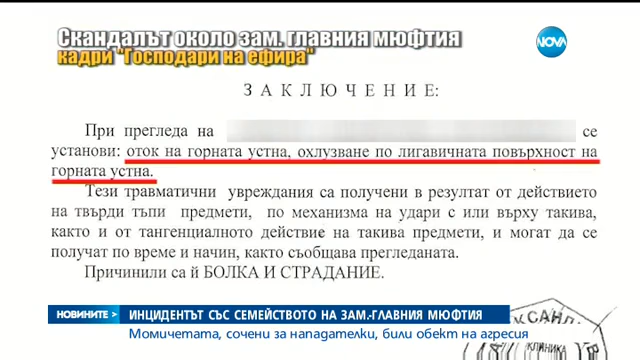 Скандалът около зам. главния мюфтия
кадри "Господари на ефира"
NOVA
ЗАКЛЮЧЕНИЕ:
При прегледа на се
установи: оток на горната устна, охлузване по лигавичната повърхност на
горната устна.
Тези травматични увреждания са получени в резултат от действието
на твърди тъпи предмети, по механизма на удари с или върху такива,
както и от тангенциалното действие на такива предмети, и могат да се
получат по време и начин, както съобщава прегледаната.
Причинили са й БОЛКА И СТРАДАНИЕ.
НОВИНИТЕ
ИНЦИДЕНТЪТ СЪС СЕМЕЙСТВОТО НА ЗАМ.-ГЛАВНИЯ МЮФТИЯ
Момичетата, сочени за нападателки, били обект на агресия
КЛИНИКА